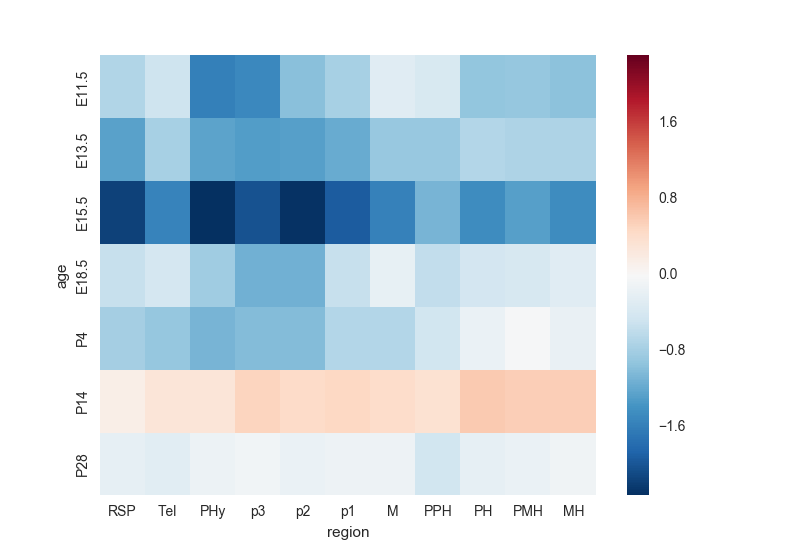 E11.5
E13.5
E15.5
E18.5
P4
P14
P28
age
RSP Tel PHy p3 p2 p1 M PPH PH PMH MH
region
1.6
0.8
0.0
−0.8
−1.6